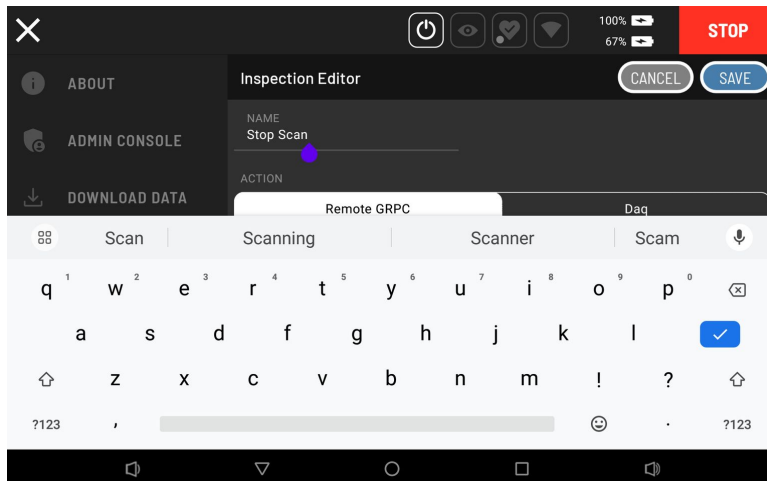 100%
67%
STOP
ABOUT
Inspection Editor
CANCEL
SAVE
NAME
Stop Scan
ADMIN CONSOLE
ACTION
DOWNLOAD DATA
Remote GRPC
Daq
Scan Scanning Scanner Scam
q 1 w 2 e 3 r 4 t 5 y 6 u 7 i 8 o 9 p 0
a s d f g h j k l
z x c v b n m ! ?
?123 , . ?123